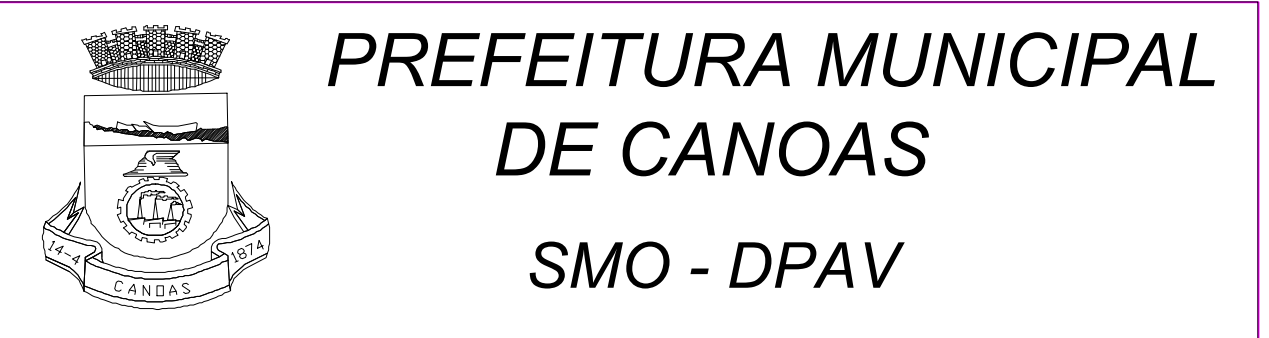 PREFEITURA MUNICIPAL
DE CANOAS
SMO - DPAV
14-4
CANOAS
1874